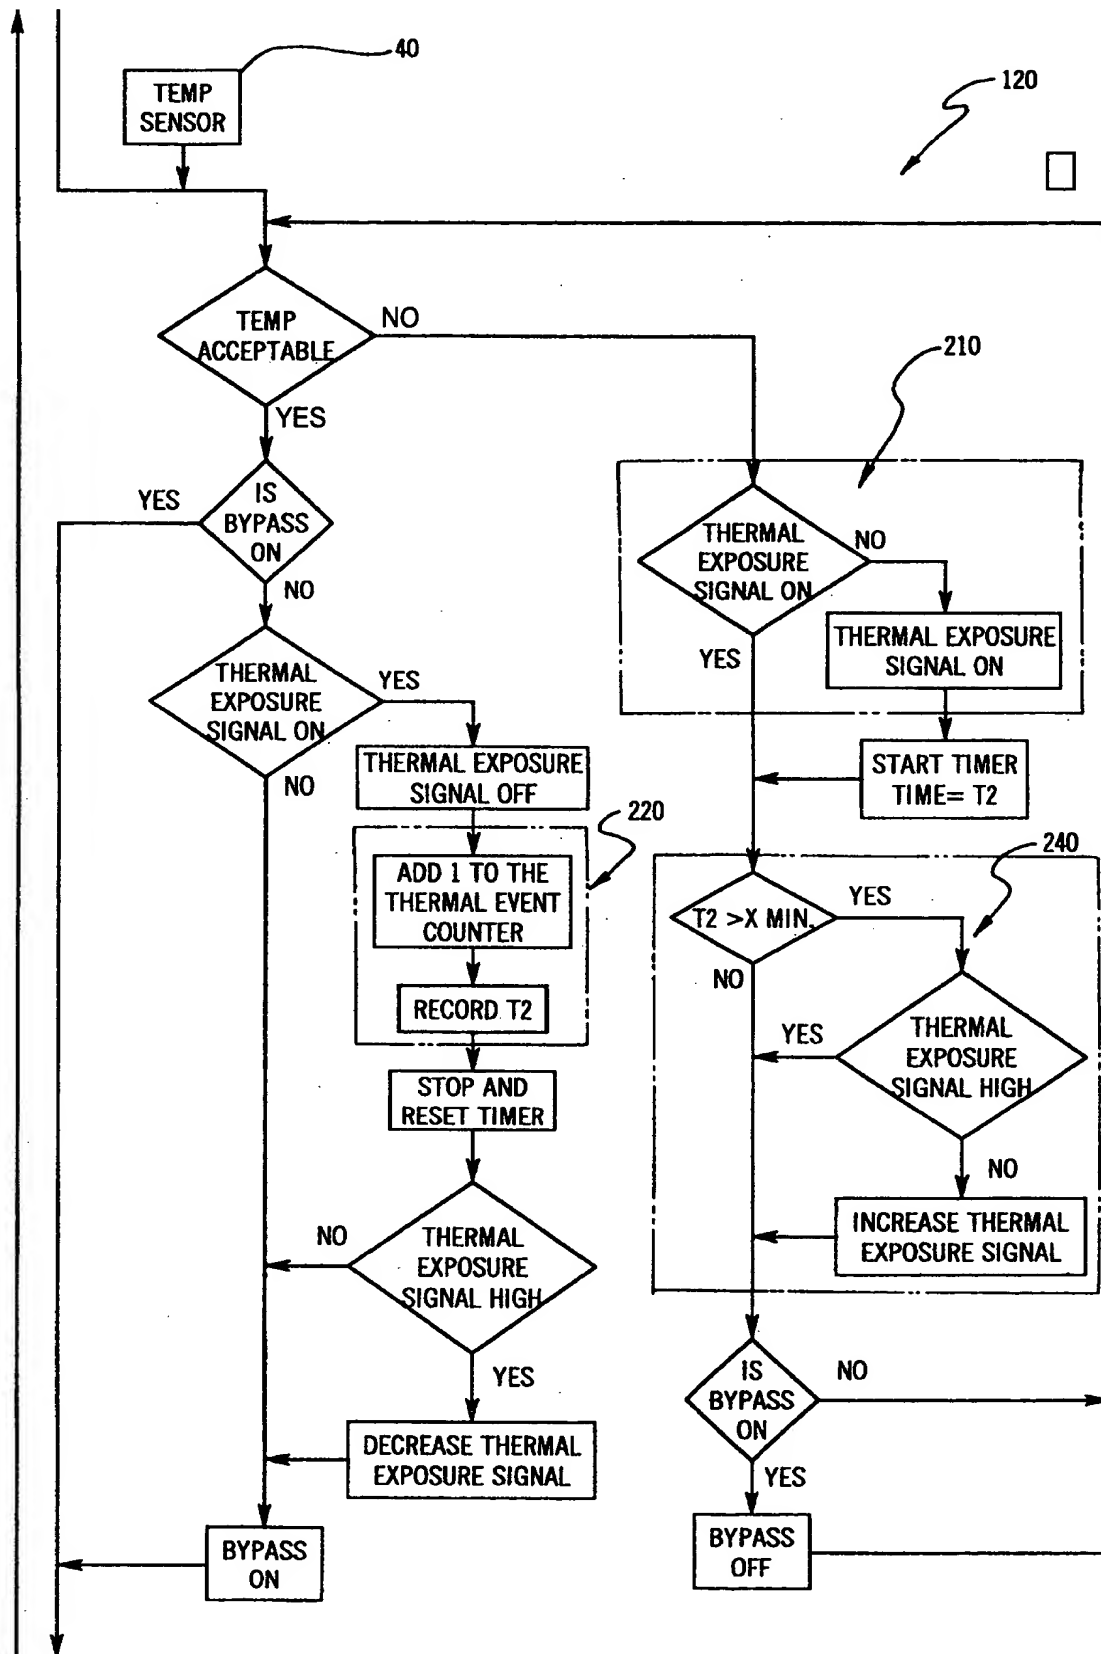 40
TEMP
SENSOR
120
TEMP
ACCEPTABLE
NO
YES
210
YES
IS
BYPASS
ON
NO
THERMAL
EXPOSURE
SIGNAL ON
NO
THERMAL EXPOSURE
SIGNAL ON
YES
THERMAL
EXPOSURE
SIGNAL ON
YES
NO
START TIMER
TIME= T2
THERMAL EXPOSURE
SIGNAL OFF
220
240
ADD 1 TO THE
THERMAL EVENT
COUNTER
RECORD T2
T2 >X MIN.
YES
NO
THERMAL
EXPOSURE
SIGNAL HIGH
YES
NO
STOP AND
RESET TIMER
INCREASE THERMAL
EXPOSURE SIGNAL
THERMAL
EXPOSURE
SIGNAL HIGH
NO
YES
DECREASE THERMAL
EXPOSURE SIGNAL
IS
BYPASS
ON
NO
YES
BYPASS
ON
BYPASS
OFF